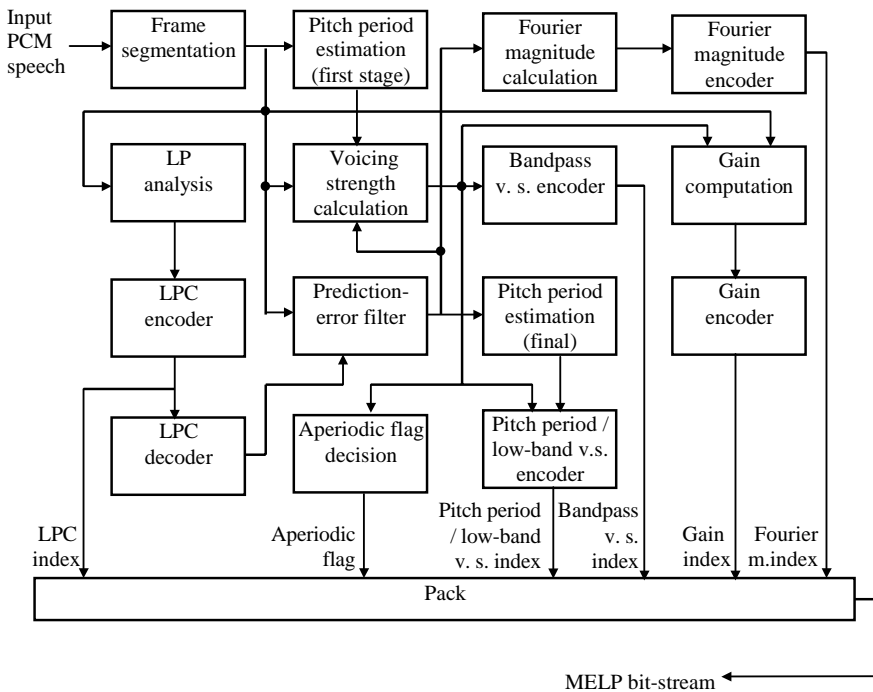 Input
PCM
speech
Frame
segmentation
Pitch period
estimation
(first stage)
Fourier
magnitude
calculation
Fourier
magnitude
encoder
LP
analysis
Voicing
strength
calculation
Bandpass
v. s. encoder
Gain
computation
LPC
encoder
Prediction-
error filter
Pitch period
estimation
(final)
Gain
encoder
LPC
decoder
Aperiodic flag
decision
Pitch period /
low-band v.s.
encoder
LPC
index
Aperiodic
flag
Pitch period
/ low-band
v. s. index
Bandpass
v. s.
index
Gain
index
Fourier
m.index
Pack
MELP bit-stream